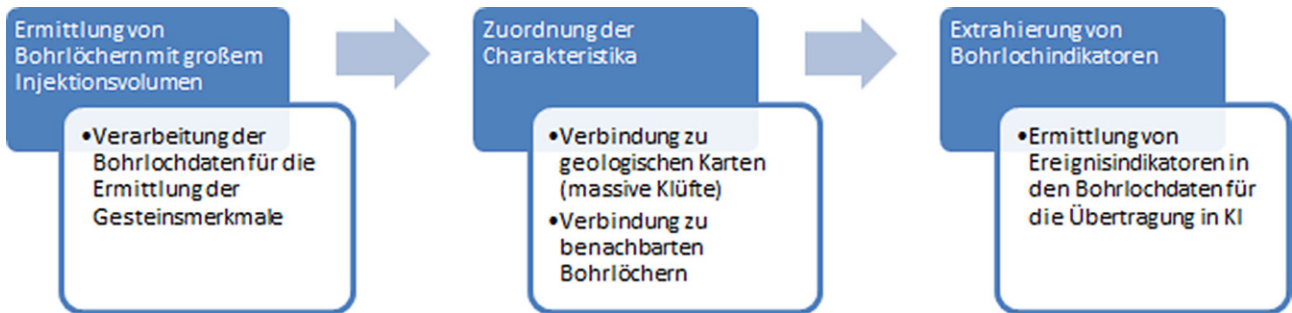 Ermittlung von
Bohrlöchern mit großem
Injektionsvolumen
•Verarbeitung der
Bohrlochdaten für die
Ermittlung der
Gesteinsmerkmale
Zuordnung der
Charakteristika
•Verbindung zu
geologischen Karten
(massive Klüfte)
•Verbindung zu
benachbarten
Bohrlöchern
Extrahierung von
Bohrlochindikatoren
•Ermittlung von
Ereignisindikatoren in
den Bohrlochdaten für
die Übertragung in KI